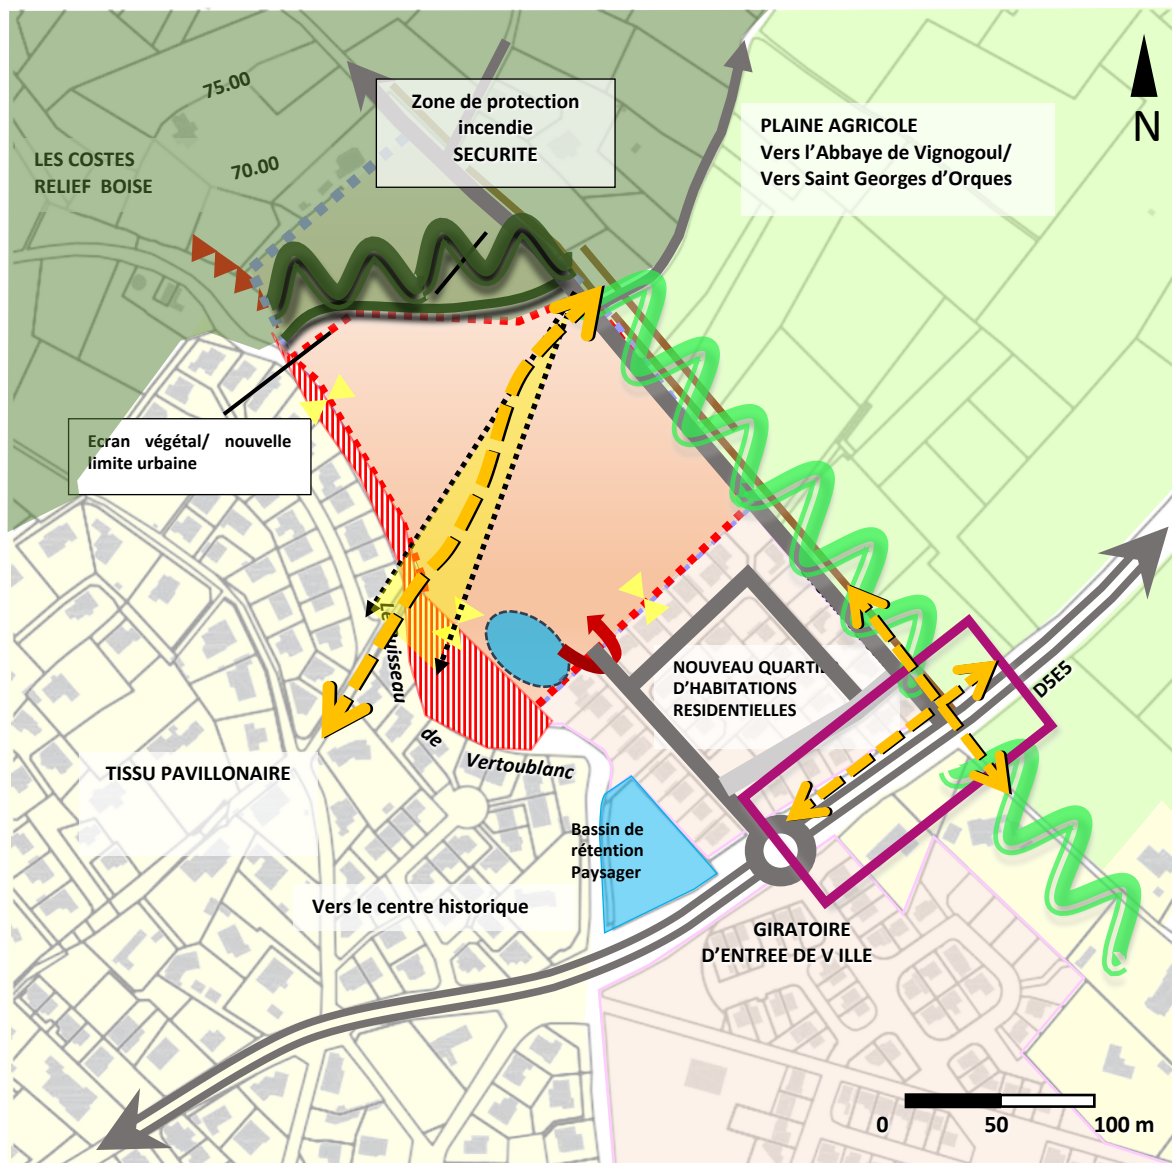 75.00
Zone de protection
incendie
SECURITE
N
PLAINE AGRICOLE
Vers l'Abbaye de Vignogoul/
Vers Saint Georges d'Orques
LES COSTES
RELIEF BOISE
70.00
Ecran végétal/ nouvelle
limite urbaine
Le ruisseau
de
Vertoublanc
NOUVEAU QUARTI
D'HABITATIONS
RESIDENTIELLES
D5E5
TISSU PAVILLONAIRE
Bassin de
rétention
Paysager
Vers le centre historique
GIRATOIRE
D'ENTREE DE V ILLE
0 50 100 m